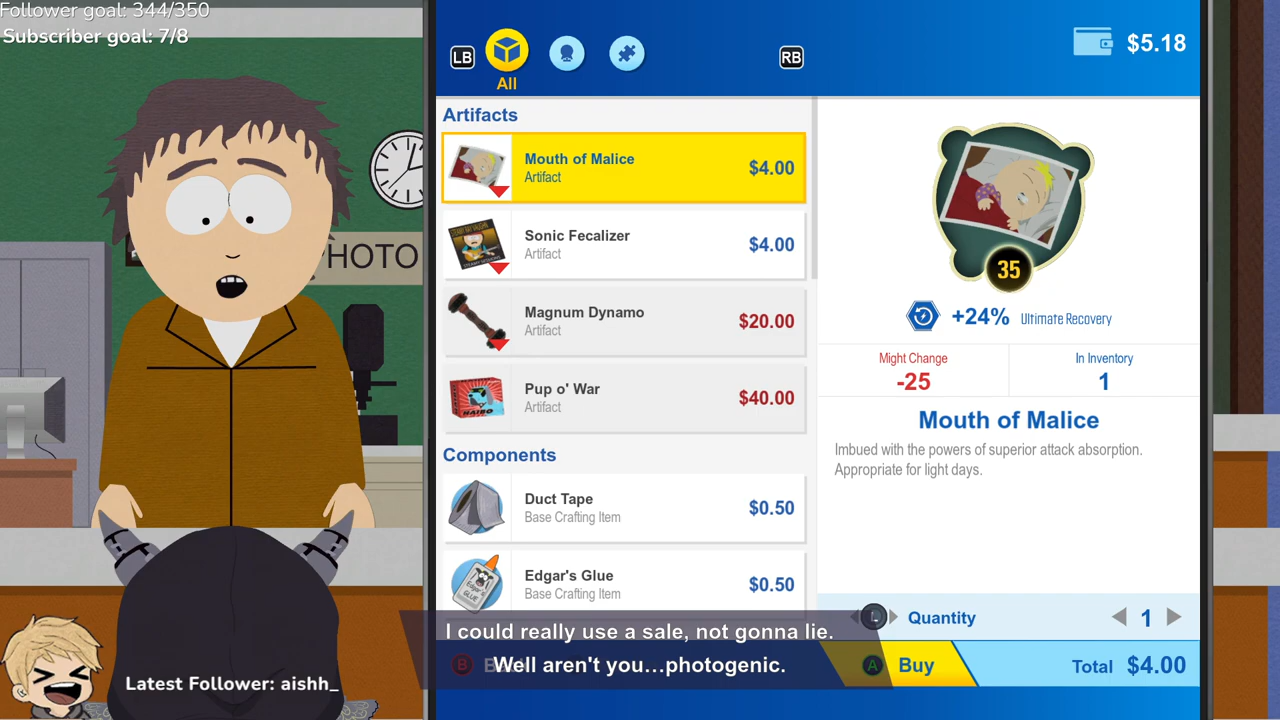 Follower goal: 344/350
Subscriber goal: 7/8
PHOTO
LB
All
RB
$5.18
Artifacts
Mouth of Malice
Artifact
$4.00
Sonic Fecalizer
Artifact
$4.00
Magnum Dynamo
Artifact
$20.00
Pup o' War
Artifact
$40.00
HAIBO
Components
Duct Tape
Base Crafting Item
$0.50
Edgar's Glue
Base Crafting Item
$0.50
Edgar's
GLUE
35
+24% Ultimate Recovery
Might Change
-25
In Inventory
1
Mouth of Malice
Imbued with the powers of superior attack absorption.
Appropriate for light days.
L Quantity 1
I could really use a sale, not gonna lie.
Well aren't you...photogenic.
B
A Buy
Total $4.00
Latest Follower: aishh_